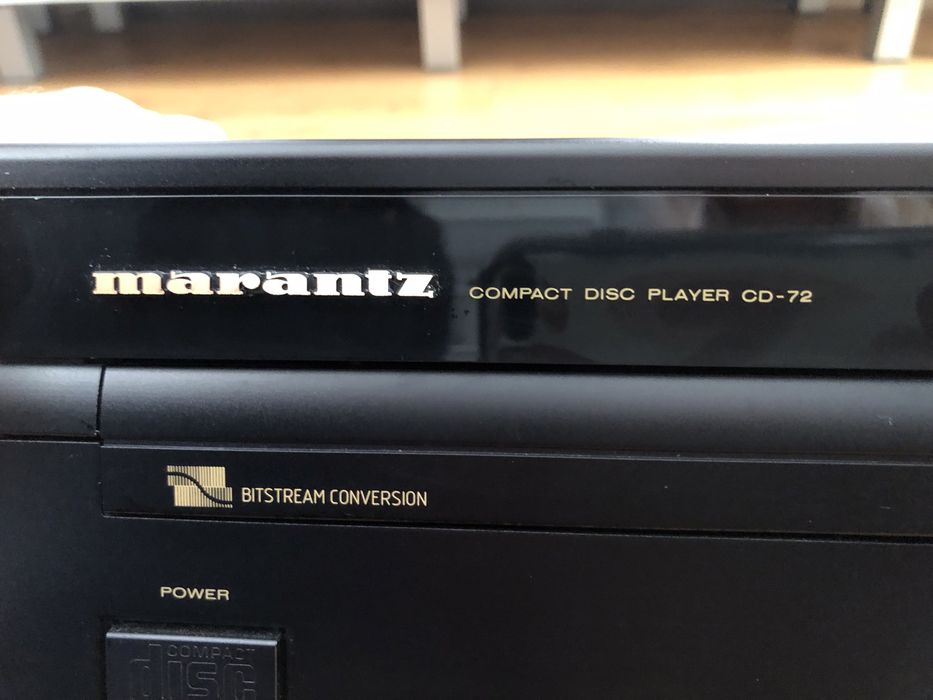 marantz COMPACT DISC PLAYER CD-72
BITSTREAM CONVERSION
POWER
COMPACT
disc